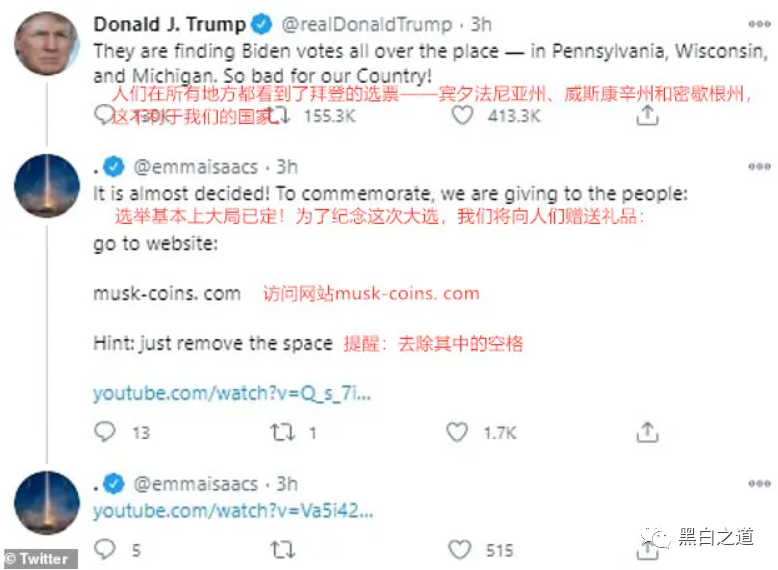 Donald J. Trump @realDonaldTrump · 3h
They are finding Biden votes all over the place — in Pennsylvania, Wisconsin,
and Michigan. So bad for our Country!
人们在所有地方都看到了拜登的选票——宾夕法尼亚州、威斯康辛州和密歇根州,
这不利于我们的国家。
130K 155.3K 413.3K
. @emmaisaacs · 3h
It is almost decided! To commemorate, we are giving to the people:
选举基本上大局已定!为了纪念这次大选,我们将向人们赠送礼品:
go to website:
musk-coins. com 访问网站musk-coins. com
Hint: just remove the space 提醒:去除其中的空格
youtube.com/watch?v=Q_s_7i...
13 1 1.7K
. @emmaisaacs · 3h
youtube.com/watch?v=Va5i42...
黑白之道
5 515
© Twitter